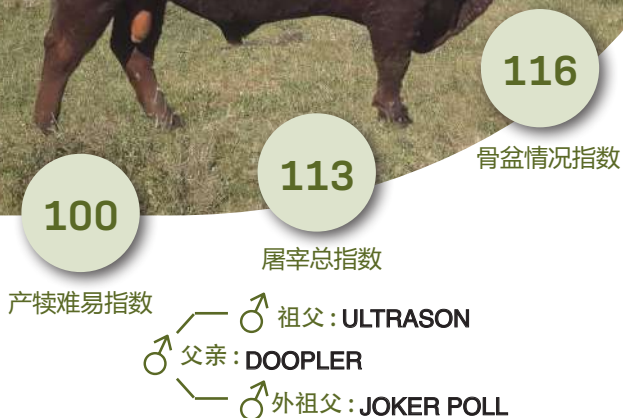 116
骨盆情况指数
113
屠宰总指数
100
产犊难易指数
祖父：ULTRASON
父亲：DOOPLER
外祖父：JOKER POLL